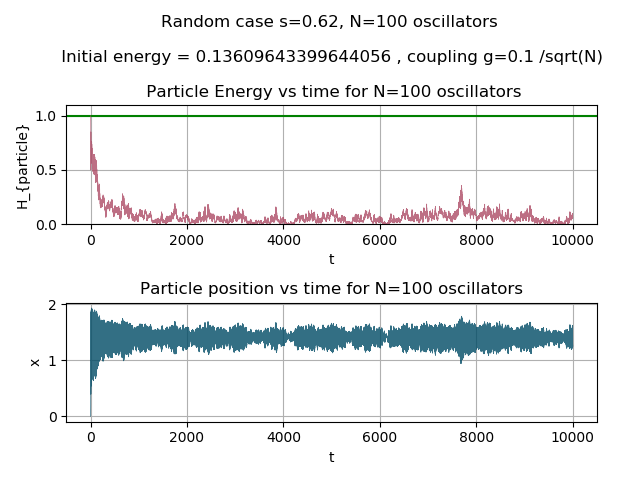 Random case s=0.62, N=100 oscillators
Initial energy = 0.13609643399644056 , coupling g=0.1 /sqrt(N)
Particle Energy vs time for N=100 oscillators
H_{particle}
1.0
0.5
0.0
0 2000 4000 6000 8000 10000
t
Particle position vs time for N=100 oscillators
x
2
1
0
0 2000 4000 6000 8000 10000
t